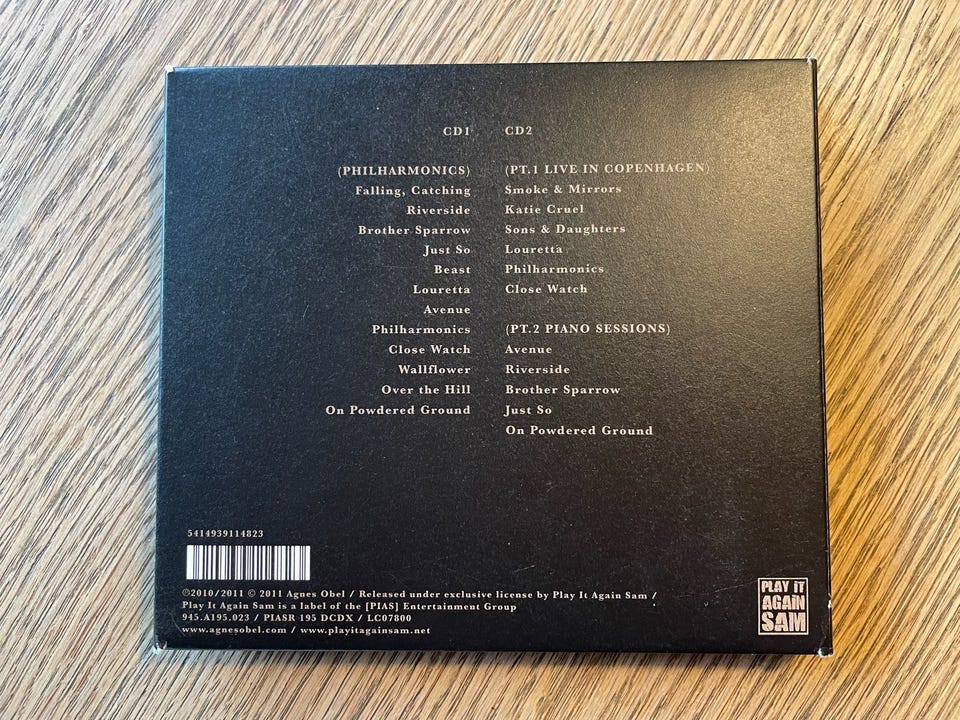 CD1
(PHILHARMONICS)
Falling, Catching
Riverside
Brother Sparrow
Just So
Beast
Louretta
Avenue
Philharmonics
Close Watch
Wallflower
Over the Hill
On Powdered Ground
CD2
(PT.1 LIVE IN COPENHAGEN)
Smoke & Mirrors
Katie Cruel
Sons & Daughters
Louretta
Philharmonics
Close Watch
(PT.2 PIANO SESSIONS)
Avenue
Riverside
Brother Sparrow
Just So
On Powdered Ground
5414939114823
℗2010/2011 © 2011 Agnes Obel / Released under exclusive license by Play It Again Sam /
Play It Again Sam is a label of the [PIAS] Entertainment Group
945.A195.023 / PIASR 195 DCDX / LC07800
www.agnesobel.com / www.playitagainsam.net
PLAY IT
AGAIN
SAM